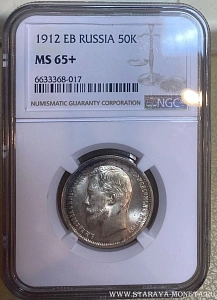 1912 EB RUSSIA 50K
MS 65+
6633368-017
NUMISMATIC GUARANTY CORPORATION
NGC
WWW.STARAYA-MONETA.RU